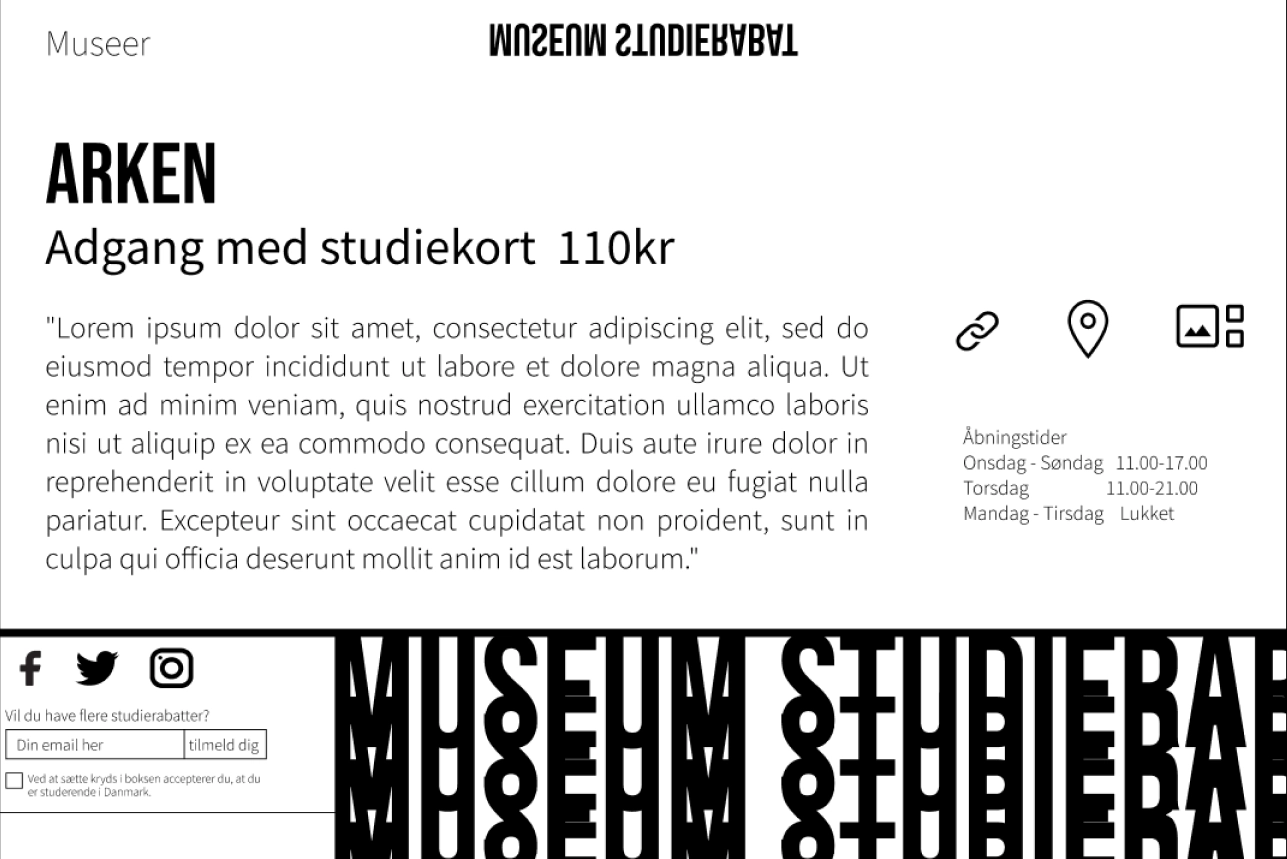 Museer
MUSEUM STUDIERABAT
ARKEN
Adgang med studiekort 110kr
"Lorem ipsum dolor sit amet, consectetur adipiscing elit, sed do
eiusmod tempor incididunt ut labore et dolore magna aliqua. Ut
enim ad minim veniam, quis nostrud exercitation ullamco laboris
nisi ut aliquip ex ea commodo consequat. Duis aute irure dolor in
reprehenderit in voluptate velit esse cillum dolore eu fugiat nulla
pariatur. Excepteur sint occaecat cupidatat non proident, sunt in
culpa qui officia deserunt mollit anim id est laborum."
Åbningstider
Onsdag - Søndag 11.00-17.00
Torsdag 11.00-21.00
Mandag - Tirsdag Lukket
Vil du have flere studierabatter?
Din email her tilmeld dig
Ved at sætte kryds i boksen accepterer du, at du
er studerende i Danmark.
MUSEUM STUDIERAB
MUSEUM STUDIERAB
MUSEUM STUDIERAB